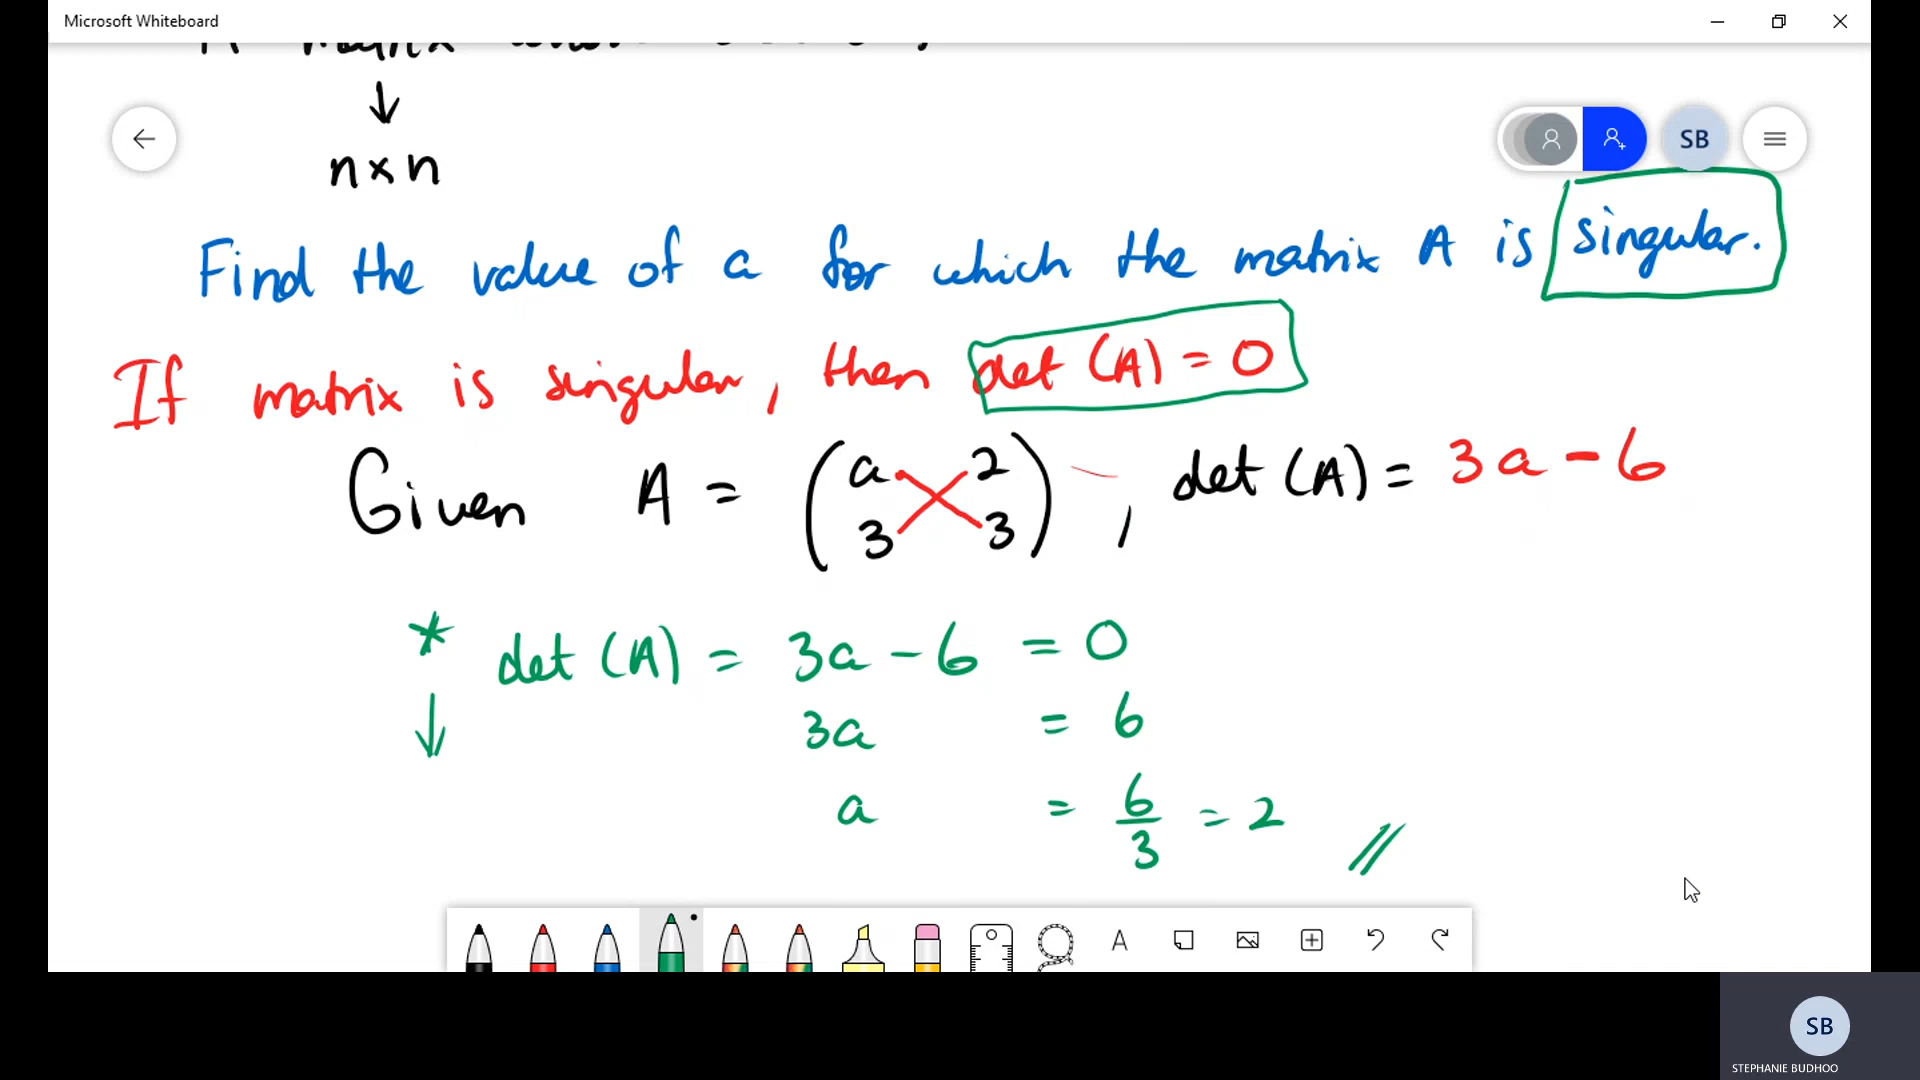 Microsoft Whiteboard
matrix
↓
n x n
SB
Find the value of a for which the matrix A is singular.
If matrix is singular, then det (A) = 0
Given A = (a 2
3 3), det (A) = 3a - 6
* det (A) = 3a - 6 = 0
↓ 3a = 6
a = 6/3 = 2 //
A
SB
STEPHANIE BUDHOO